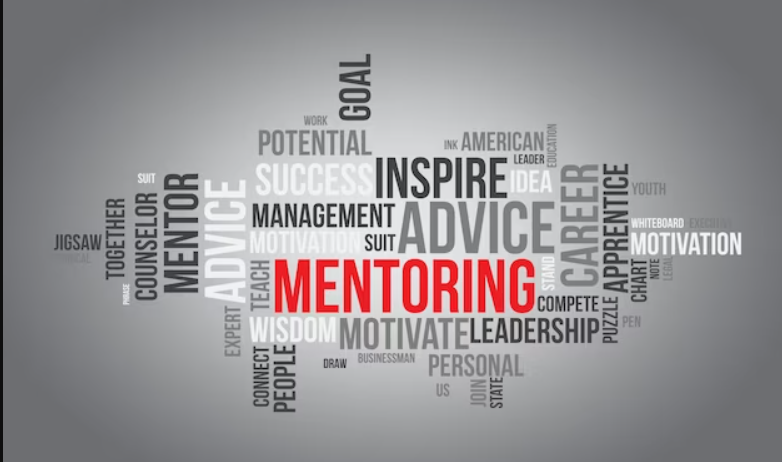 GOAL
WORK
POTENTIAL
INK
AMERICAN
EDUCATION
LEADER
SUCCESS
INSPIRE
IDEA
SUIT
MENTOR
ADVICE
MANAGEMENT
ADVICE
CAREER
APPRENTICE
YOUTH
TOGETHER
COUNSELOR
JIGSAW
MOTIVATION
SUIT
WHITEBOARD
EXECUTIVE
MOTIVATION
TEACH
MENTORING
STAND
CHART
NOTE
LEGAL
PHRASE
COMPETE
PUZZLE
PEN
EXPERT
WISDOM
MOTIVATE
LEADERSHIP
CONNECT
PEOPLE
DRAW
BUSINESSMAN
PERSONAL
US
JOIN
STATE